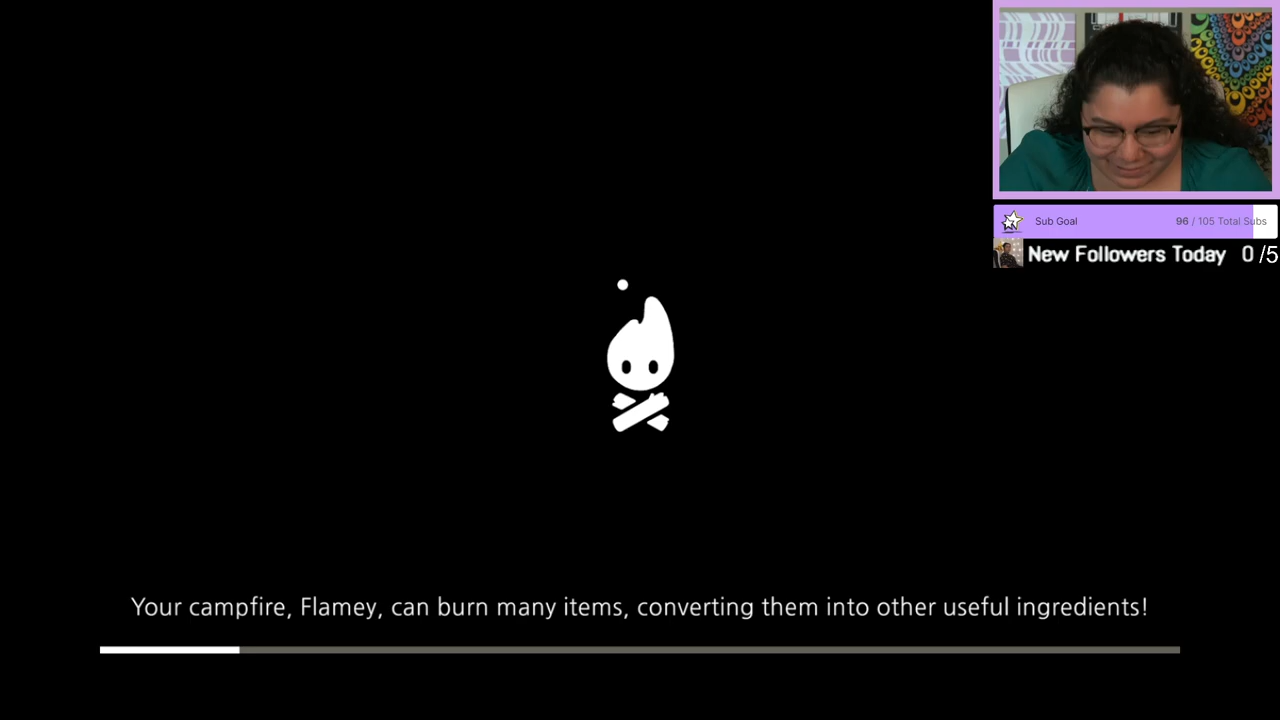 Sub Goal 96 / 105 Total Subs
New Followers Today 0 /5
Your campfire, Flamey, can burn many items, converting them into other useful ingredients!